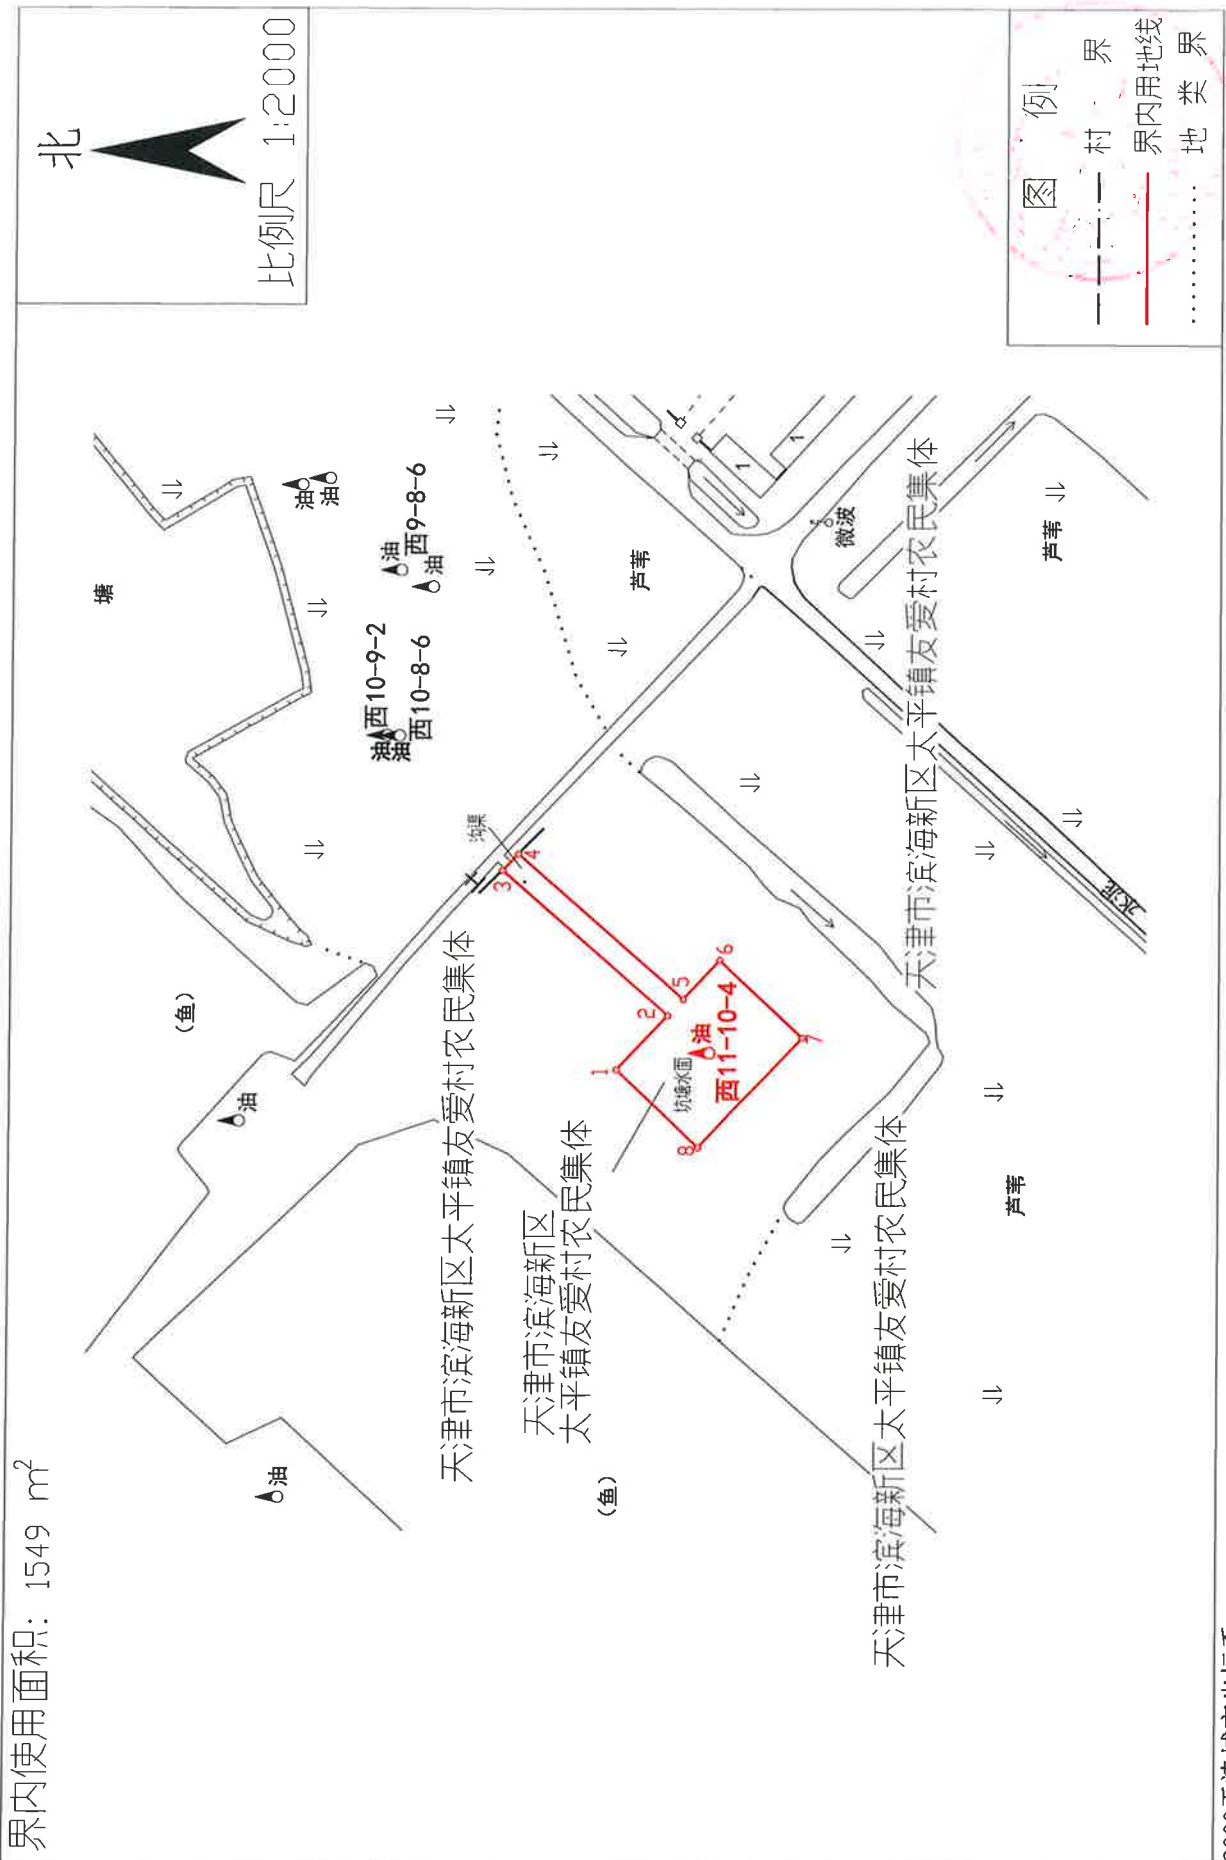 界内使用面积: 1549 m²
北
比例尺 1:2000
塘
油
油
油
西9-8-6
油
西10-9-2
油
油
西10-8-6
(鱼)
油
油
沟渠
芦苇
1
1
微波
芦苇
3
4
天津市滨海新区太平镇友爱村农民集体
天津市滨海新区太平镇友爱村农民集体
1
2
5
6
油
西11-10-4
坑塘水面
7
8
天津市滨海新区
太平镇友爱村农民集体
(鱼)
水泥
天津市滨海新区太平镇友爱村农民集体
芦苇
图 例
村 界
界内用地线
地 类 界